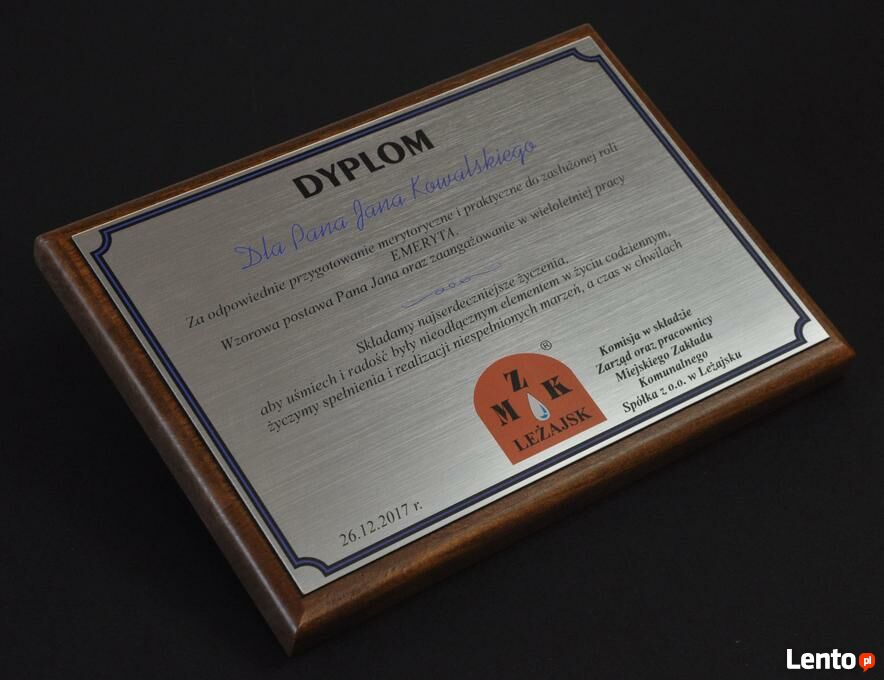 DYPLOM
Dla Pana Jana Kowalskiego
Za odpowiednie przygotowanie merytoryczne i praktyczne do zasłużonej roli
EMERYTA.
Wzorowa postawa Pana Jana oraz zaangażowanie w wieloletniej pracy
Składamy najserdeczniejsze życzenia,
aby uśmiech i radość były nieodłącznym elementem w życiu codziennym,
życzymy spełnienia i realizacji niespełnionych marzeń, a czas w chwilach
Z ®
M K
LEŻAJSK
Komisja w składzie
Zarząd oraz pracownicy
Miejskiego Zakładu
Komunalnego
Spółka z o.o. w Leżajsku
26.12.2017 r.
Lento pl